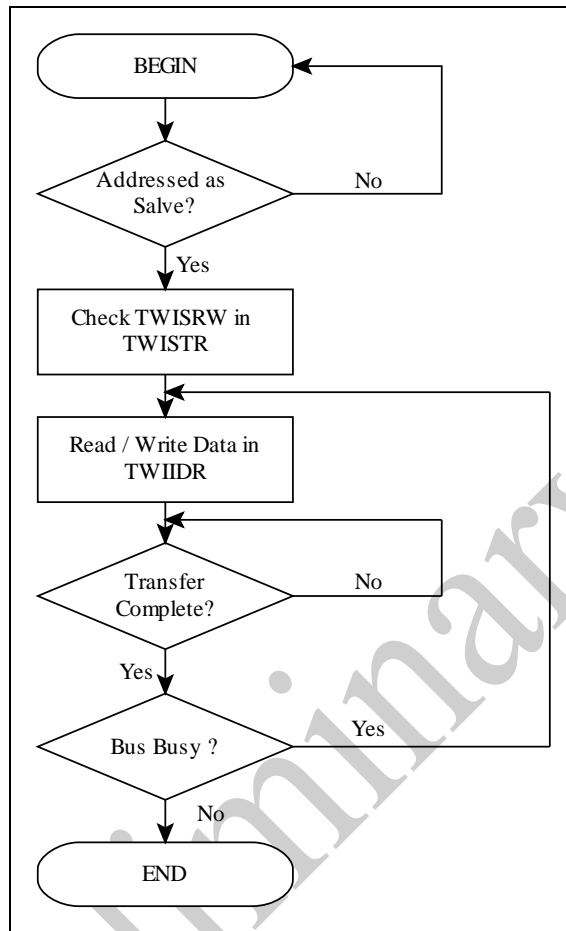 BEGIN
Addressed as
Salve?
No
Yes
Check TWISRW in
TWISTR
Read / Write Data in
TWIIDR
Transfer
Complete?
No
Yes
Bus Busy ?
Yes
No
END
liminary